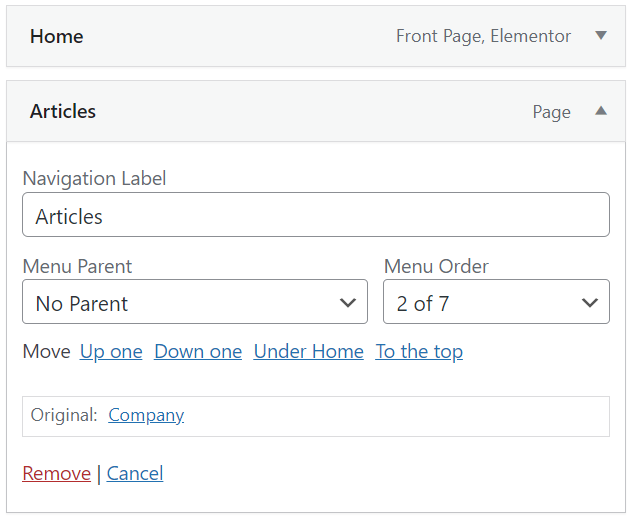 Home Front Page, Elementor
Articles Page
Navigation Label
Articles
Menu Parent Menu Order
No Parent 2 of 7
Move Up one Down one Under Home To the top
Original: Company
Remove | Cancel